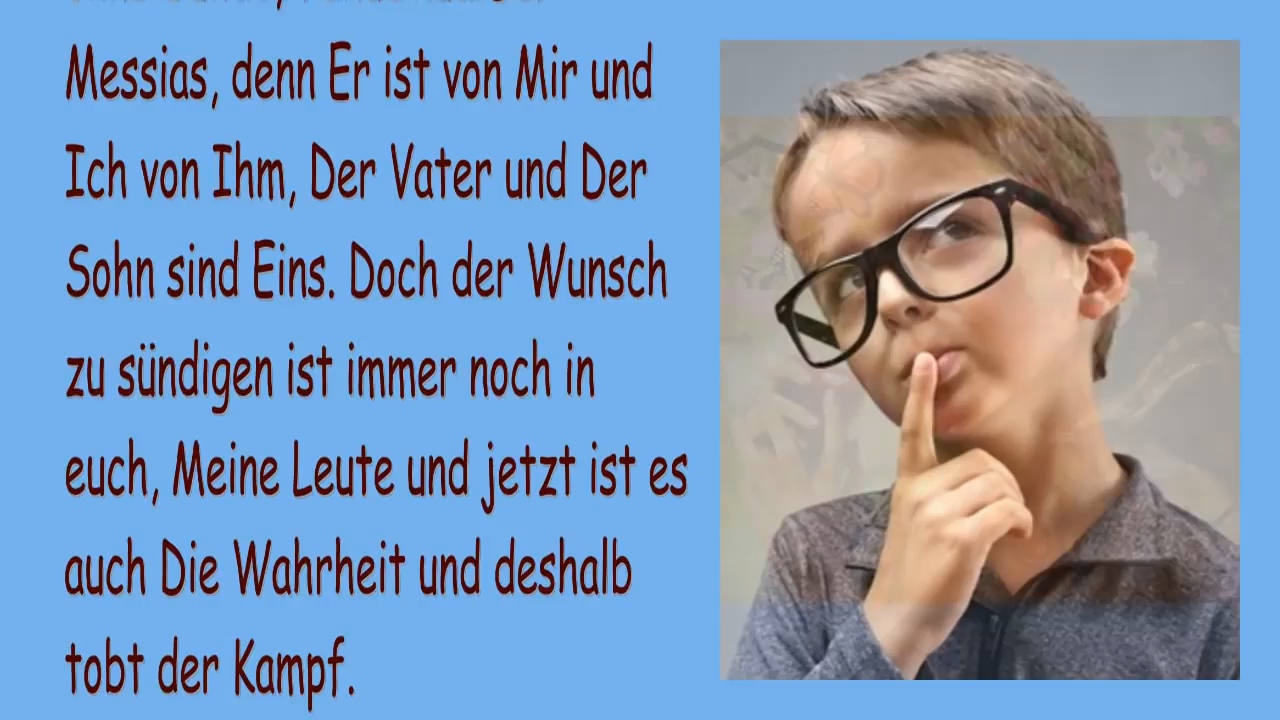 Messias, denn Er ist von Mir und
Ich von Ihm, Der Vater und Der
Sohn sind Eins. Doch der Wunsch
zu sündigen ist immer noch in
euch, Meine Leute und jetzt ist es
auch Die Wahrheit und deshalb
tobt der Kampf.